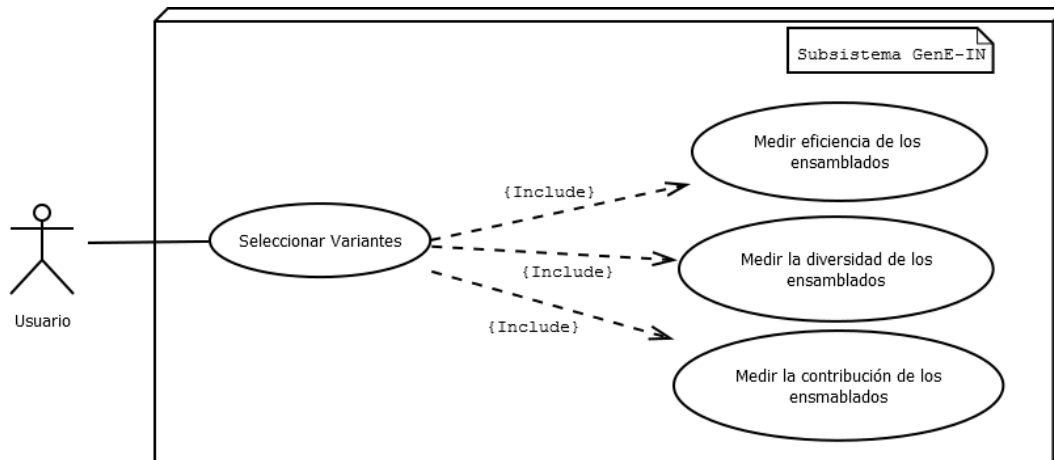 Subsistema GenE-IN
Medir eficiencia de los
ensamblados
{Include}
Seleccionar Variantes
Medir la diversidad de los
ensamblados
{Include}
Usuario
{Include}
Medir la contribución de los
ensmablados